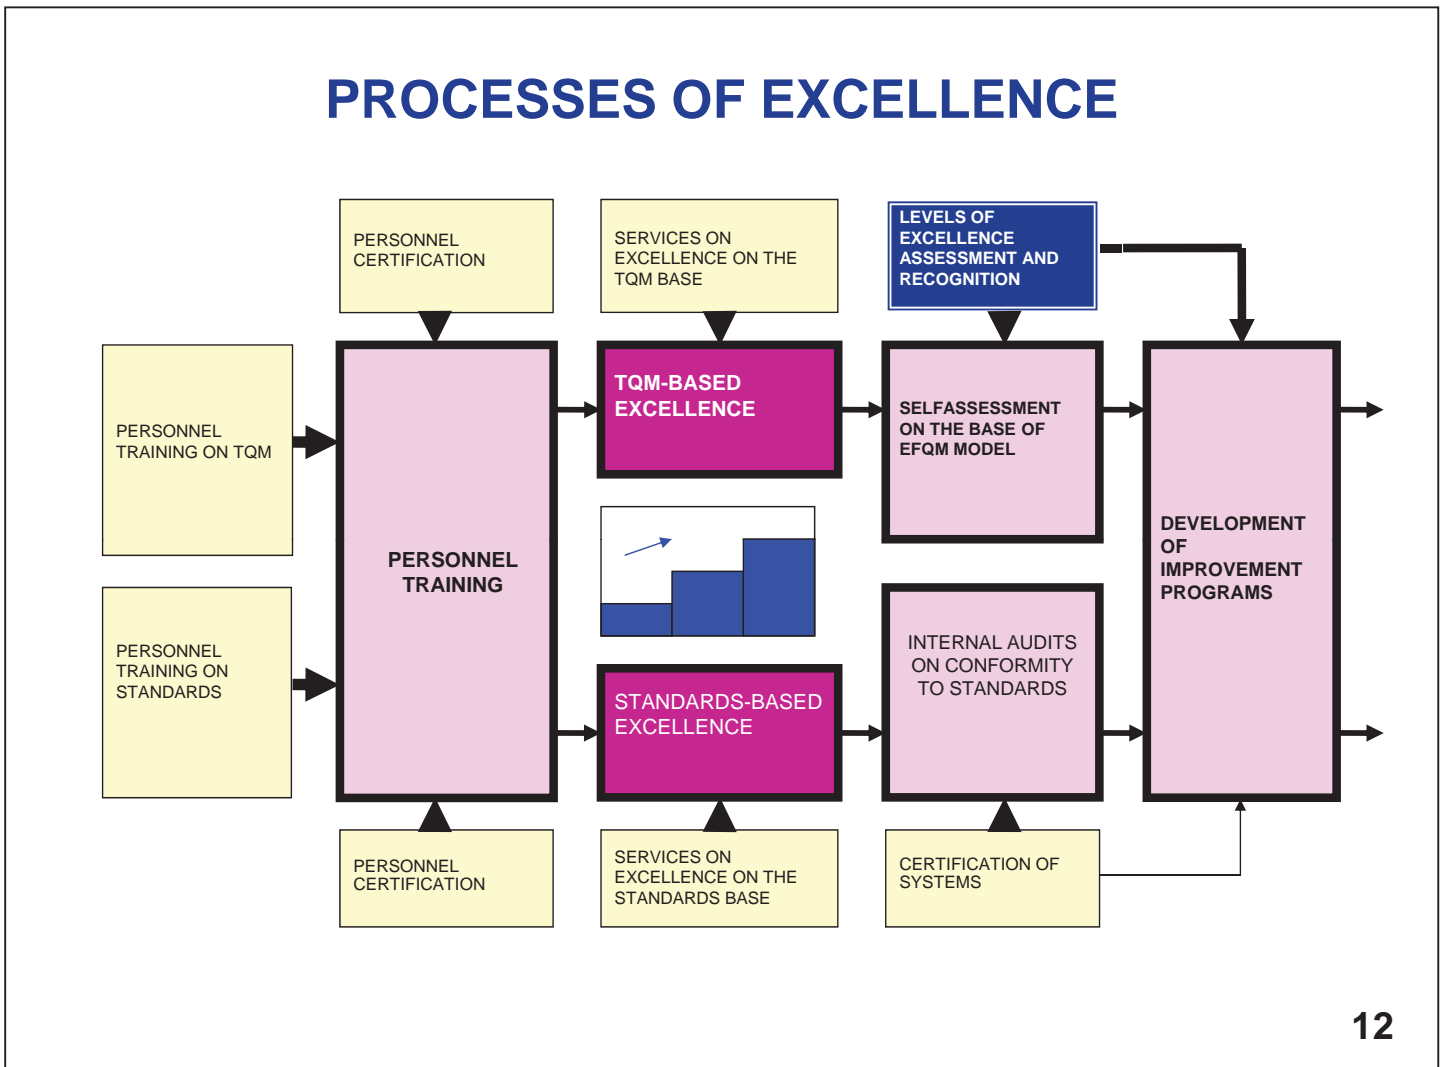 PROCESSES OF EXCELLENCE
PERSONNEL
CERTIFICATION
SERVICES ON
EXCELLENCE ON THE
TQM BASE
LEVELS OF
EXCELLENCE
ASSESSMENT AND
RECOGNITION
PERSONNEL
TRAINING ON TQM
PERSONNEL
TRAINING ON
STANDARDS
PERSONNEL
TRAINING
TQM-BASED
EXCELLENCE
SELFASSESSMENT
ON THE BASE OF
EFQM MODEL
STANDARDS-BASED
EXCELLENCE
INTERNAL AUDITS
ON CONFORMITY
TO STANDARDS
DEVELOPMENT
OF
IMPROVEMENT
PROGRAMS
PERSONNEL
CERTIFICATION
SERVICES ON
EXCELLENCE ON THE
STANDARDS BASE
CERTIFICATION OF
SYSTEMS
12